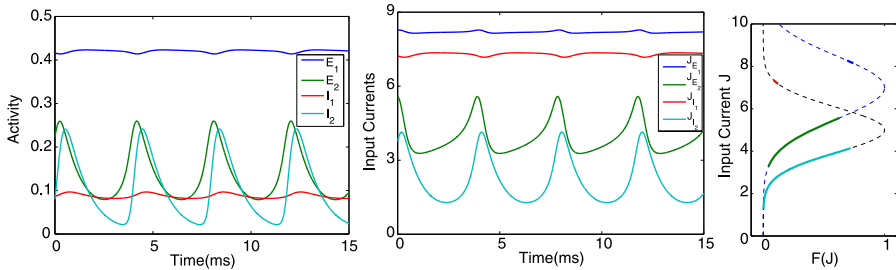 0.5
0.4
0.3
0.2
0.1
0
0
5
10
15
Activity
Time(ms)
E1
E2
I1
I2
9
6
3
0
0
5
10
15
Input Currents
Time(ms)
JE1
JE2
JI1
JI2
10
8
6
4
2
0
0
1
Input Current J
F(J)